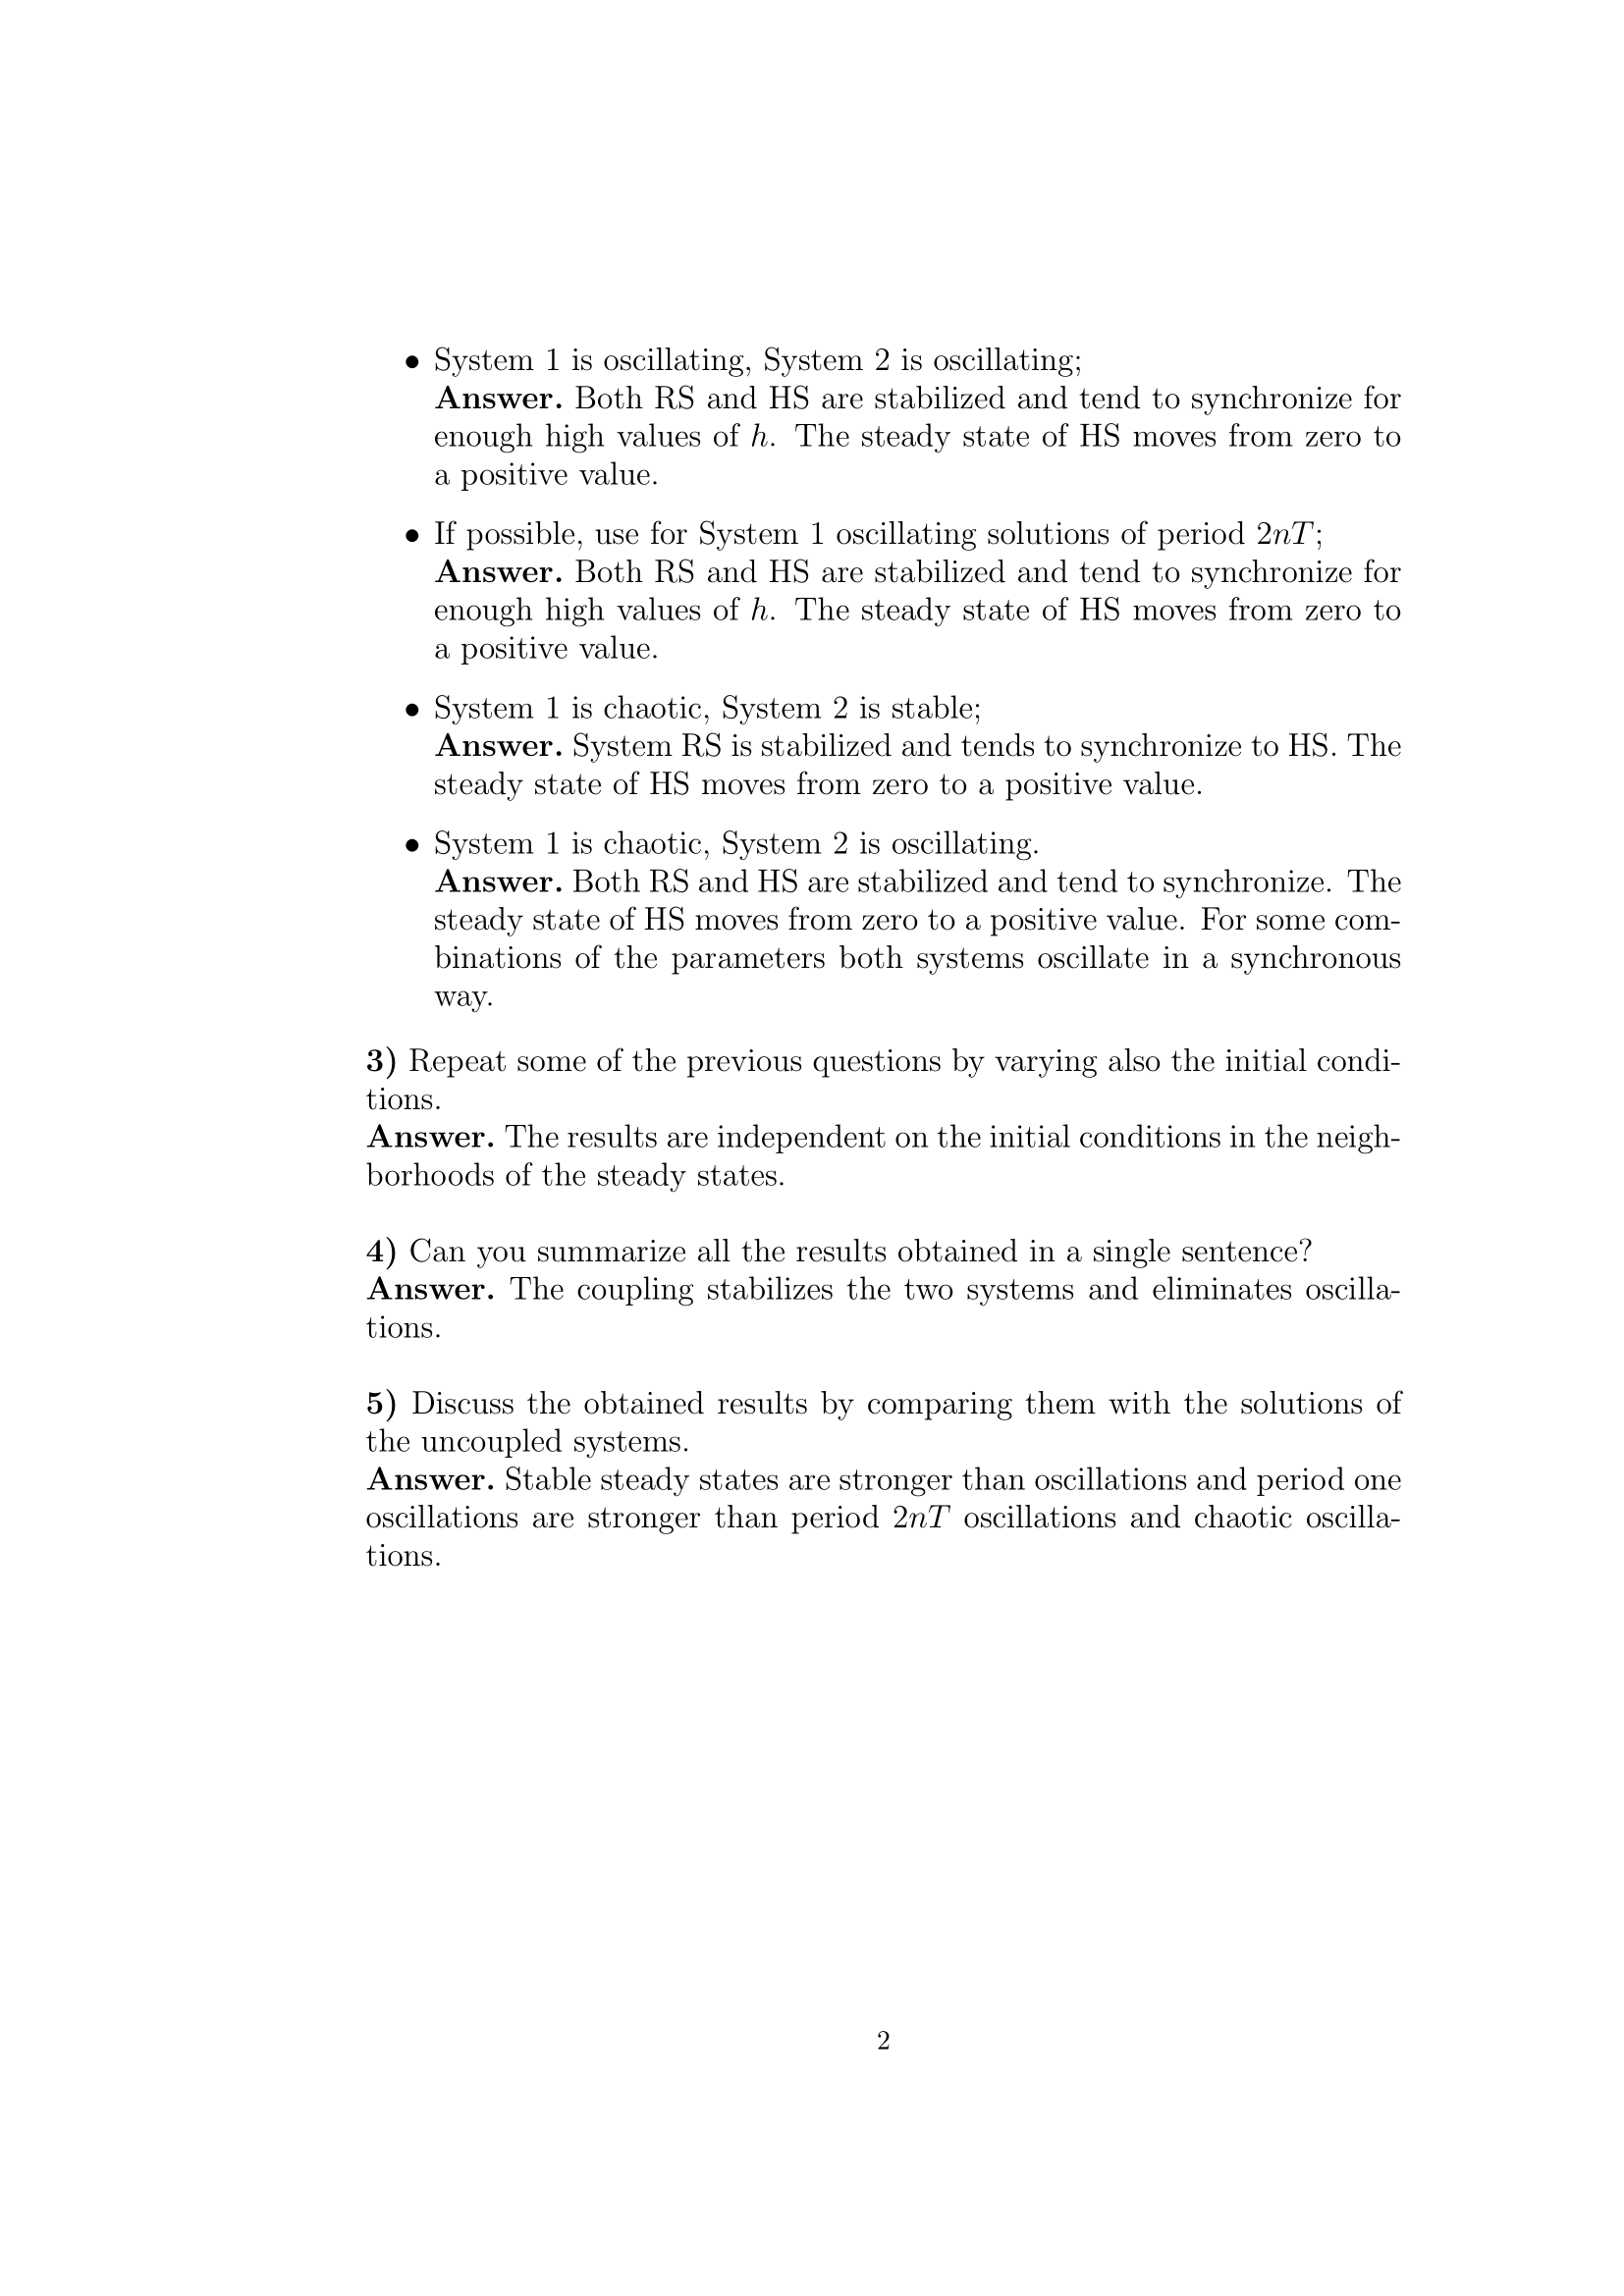 • System 1 is oscillating, System 2 is oscillating;
Answer. Both RS and HS are stabilized and tend to synchronize for
enough high values of h. The steady state of HS moves from zero to
a positive value.
• If possible, use for System 1 oscillating solutions of period 2nT;
Answer. Both RS and HS are stabilized and tend to synchronize for
enough high values of h. The steady state of HS moves from zero to
a positive value.
• System 1 is chaotic, System 2 is stable;
Answer. System RS is stabilized and tends to synchronize to HS. The
steady state of HS moves from zero to a positive value.
• System 1 is chaotic, System 2 is oscillating.
Answer. Both RS and HS are stabilized and tend to synchronize. The
steady state of HS moves from zero to a positive value. For some com-
binations of the parameters both systems oscillate in a synchronous
way.
3) Repeat some of the previous questions by varying also the initial condi-
tions.
Answer. The results are independent on the initial conditions in the neigh-
borhoods of the steady states.
4) Can you summarize all the results obtained in a single sentence?
Answer. The coupling stabilizes the two systems and eliminates oscilla-
tions.
5) Discuss the obtained results by comparing them with the solutions of
the uncoupled systems.
Answer. Stable steady states are stronger than oscillations and period one
oscillations are stronger than period 2nT oscillations and chaotic oscilla-
tions.
2